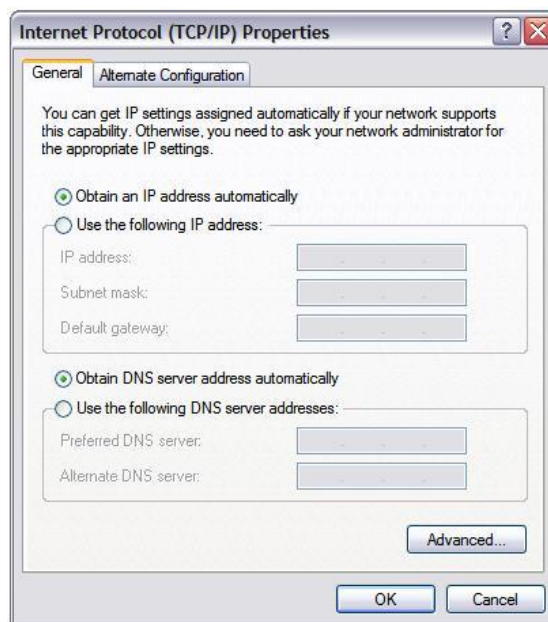 Internet Protocol (TCP/IP) Properties
General
Alternate Configuration
You can get IP settings assigned automatically if your network supports
this capability. Otherwise, you need to ask your network administrator for
the appropriate IP settings.
Obtain an IP address automatically
Use the following IP address:
IP address:
Subnet mask:
Default gateway:
Obtain DNS server address automatically
Use the following DNS server addresses:
Preferred DNS server:
Alternate DNS server:
Advanced...
OK
Cancel